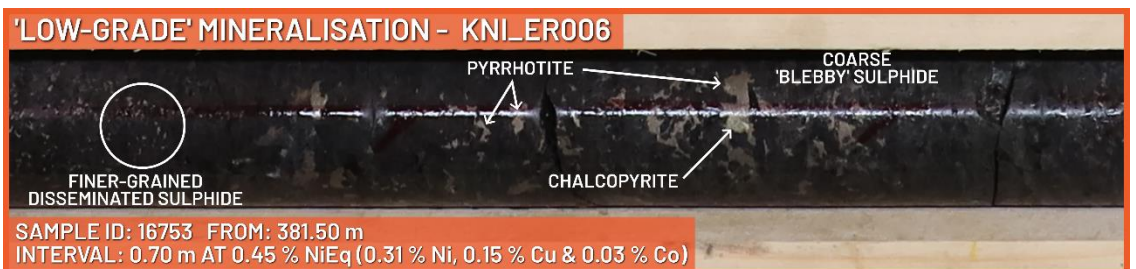 'LOW-GRADE' MINERALISATION - KNI_ER006
PYRRHOTITE
COARSE
'BLEBBY' SULPHIDE
FINER-GRAINED
DISSEMINATED SULPHIDE
CHALCOPYRITE
SAMPLE ID: 16753 FROM: 381.50 m
INTERVAL: 0.70 m AT 0.45 % NiEq (0.31 % Ni, 0.15 % Cu & 0.03 % Co)